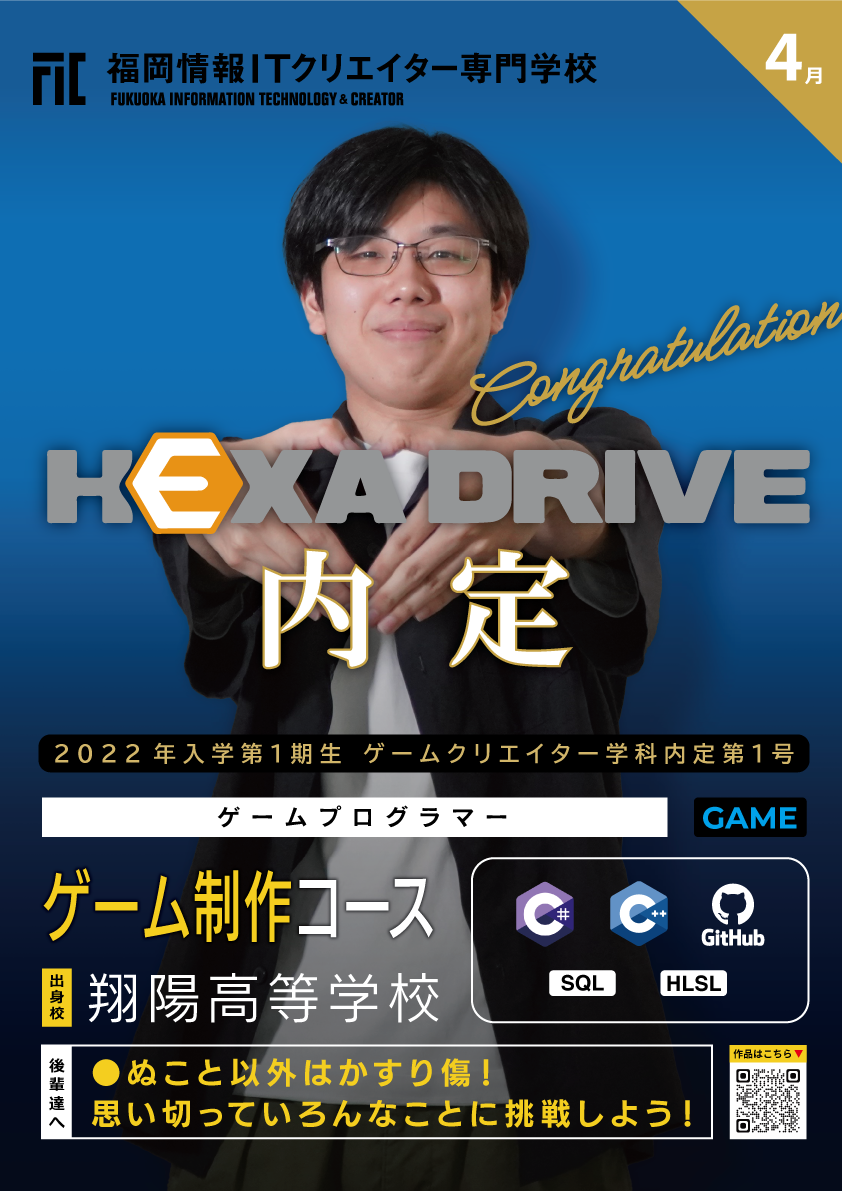 FIC 福岡情報ITクリエイター専門学校
FUKUOKA INFORMATION TECHNOLOGY & CREATOR
4月
Congratulation
HEXADRIVE
内定
2022年入学第1期生 ゲームクリエイター学科内定第1号
ゲームプログラマー
GAME
ゲーム制作コース
C#
C++
GitHub
SQL
HLSL
出身校
翔陽高等学校
後輩達へ
●ぬこと以外はかすり傷！
思い切っていろんなことに挑戦しよう！
作品はこちら▼